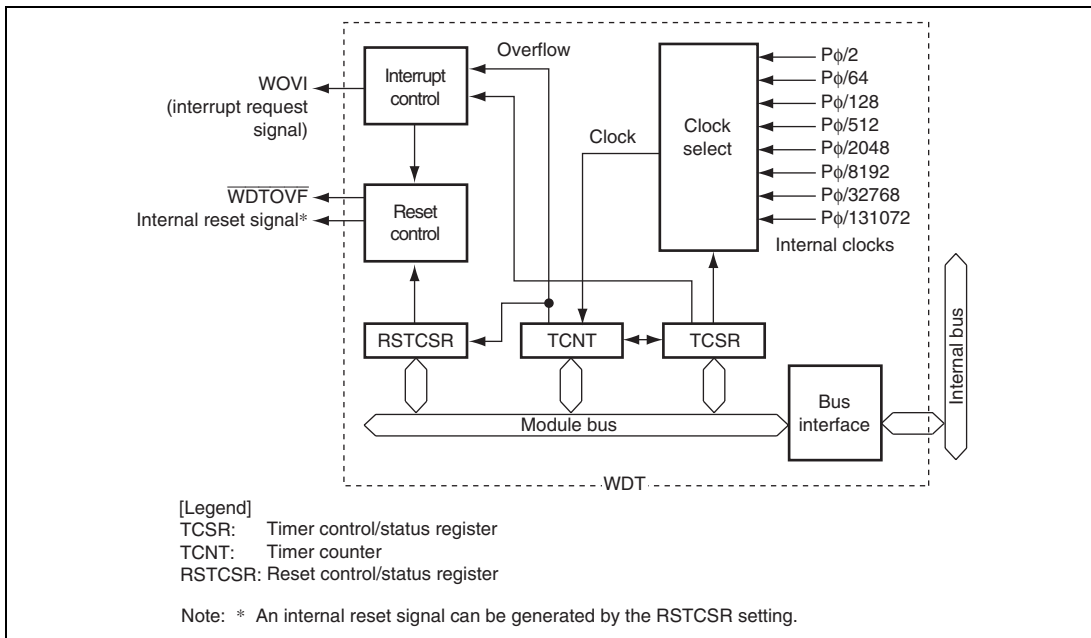 Overflow
Interrupt
control
WOVI
(interrupt request
signal)
Clock
Clock
select
Pϕ/2
Pϕ/64
Pϕ/128
Pϕ/512
Pϕ/2048
Pϕ/8192
Pϕ/32768
Pϕ/131072
Internal clocks
WDTOVF
Internal reset signal*
Reset
control
RSTCSR
TCNT
TCSR
Module bus
Bus
interface
Internal bus
WDT
[Legend]
TCSR: Timer control/status register
TCNT: Timer counter
RSTCSR: Reset control/status register
Note: * An internal reset signal can be generated by the RSTCSR setting.